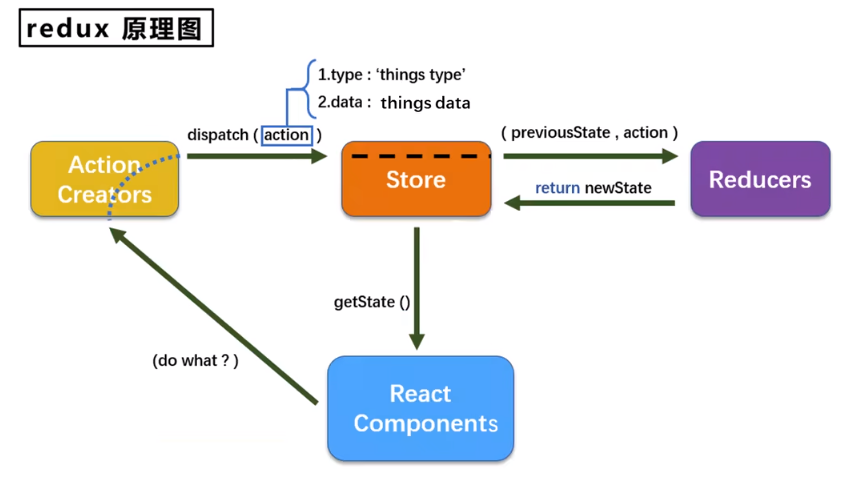 redux 原理图
1.type : ‘things type’
2.data : things data
dispatch ( action )
( previousState , action )
Action
Creators
Store
Reducers
return newState
getState ()
(do what ? )
React
Components